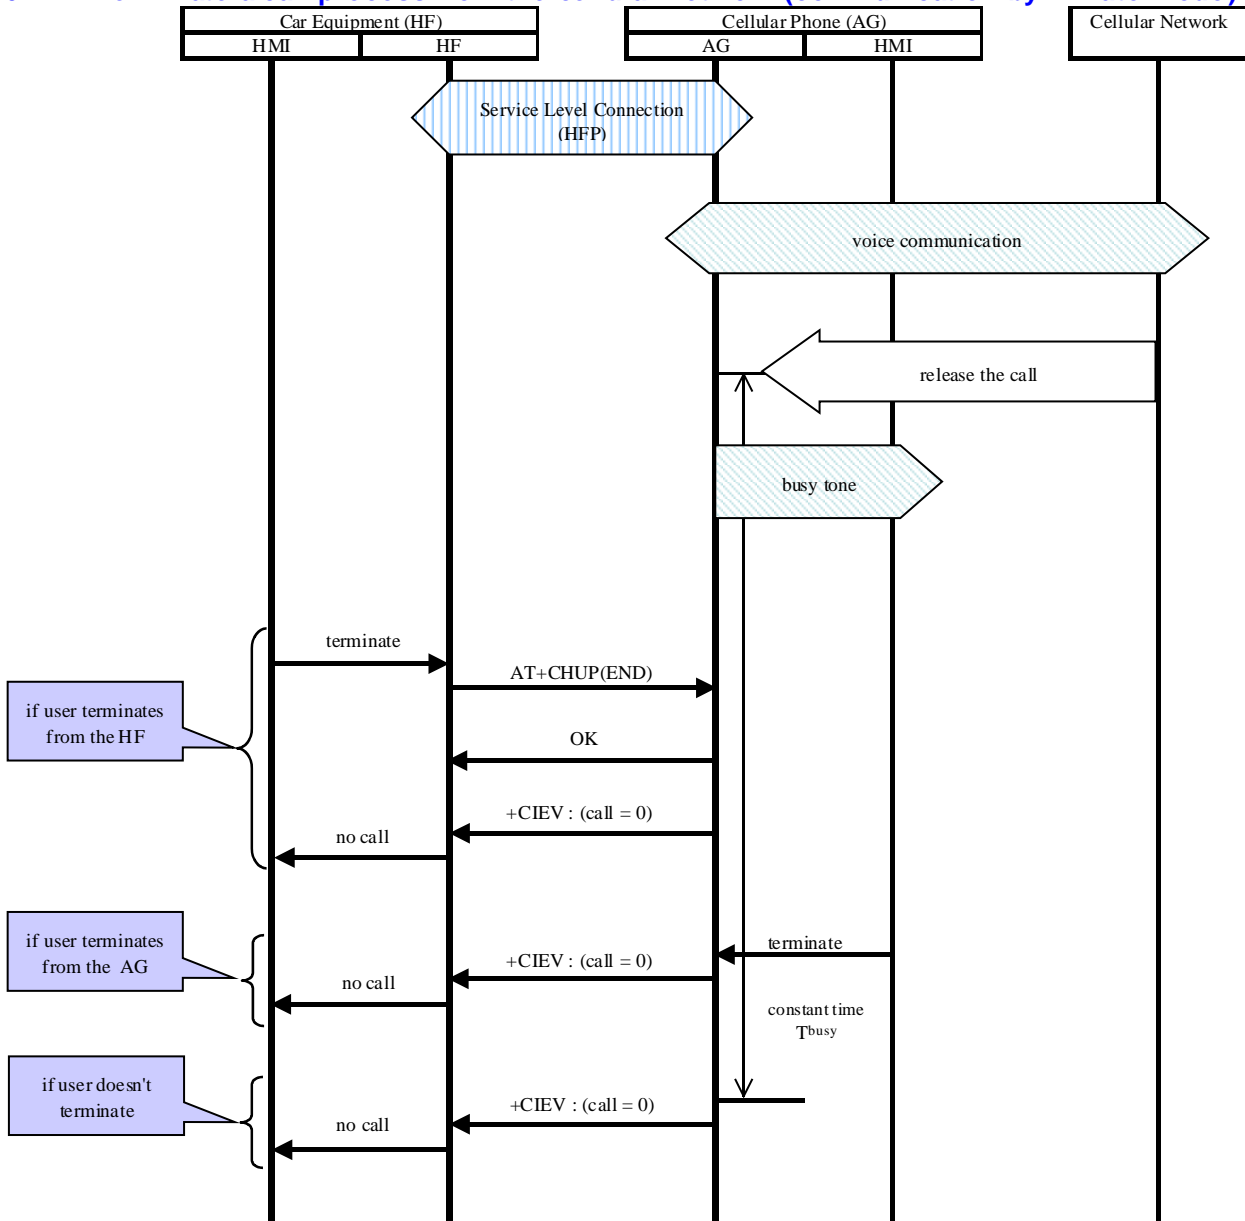 Car Equipment (HF)
Cellular Phone (AG)
Cellular Network
HMI
HF
AG
HMI
Service Level Connection
(HFP)
voice communication
release the call
busy tone
terminate
AT+CHUP(END)
if user terminates
from the HF
OK
+CIEV : (call = 0)
no call
if user terminates
from the AG
terminate
+CIEV : (call = 0)
no call
constant time
Tbusy
if user doesn't
terminate
+CIEV : (call = 0)
no call